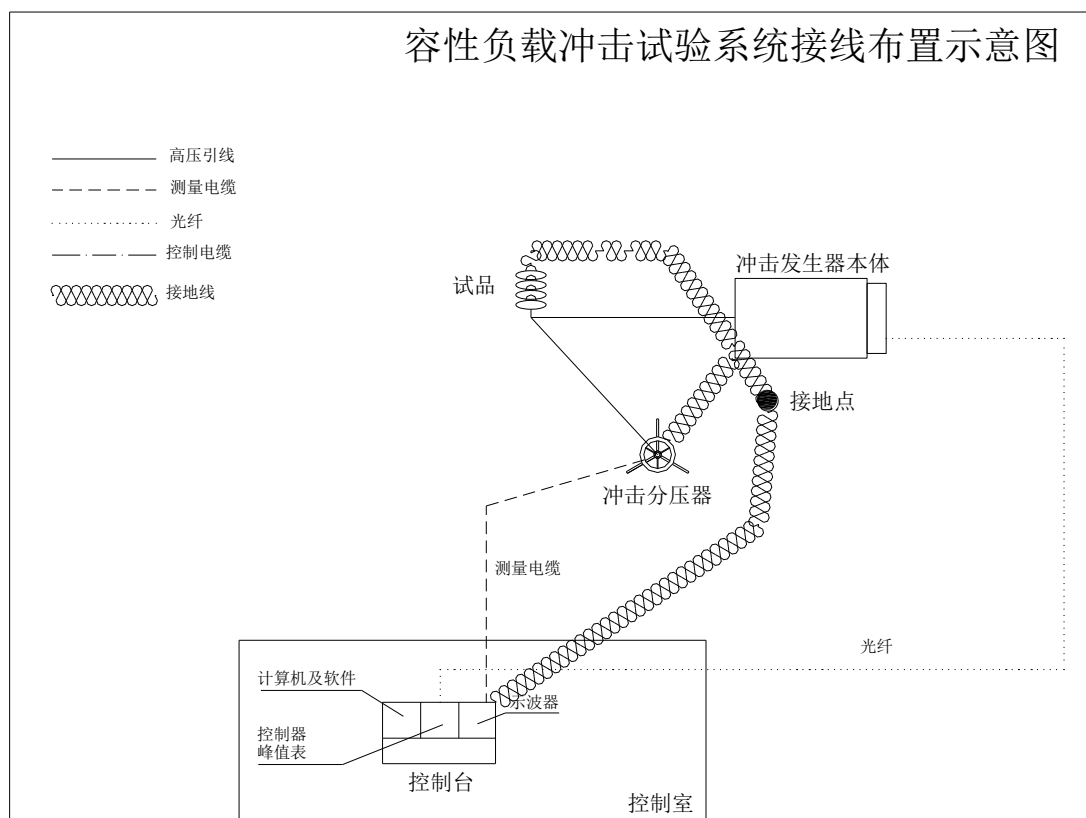 容性负载冲击试验系统接线布置示意图
高压引线
测量电缆
光纤
控制电缆
接地线
冲击发生器本体
试品
接地点
冲击分压器
测量电缆
光纤
计算机及软件
示波器
控制器
峰值表
控制台
控制室